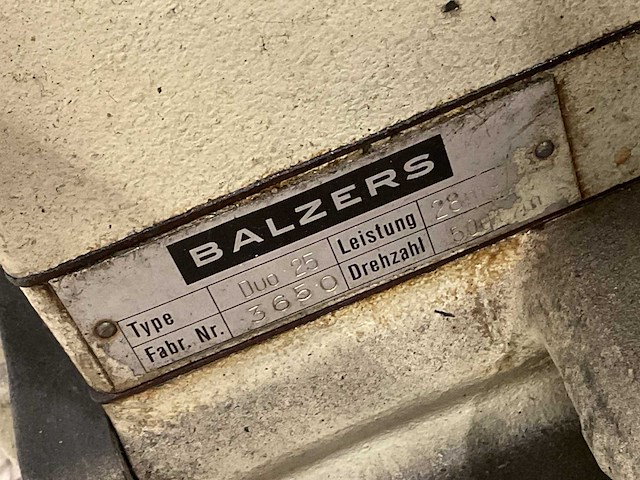 BALZERS
Type Duo 25 Leistung 28
Fabr. Nr. 3650 Drehzahl